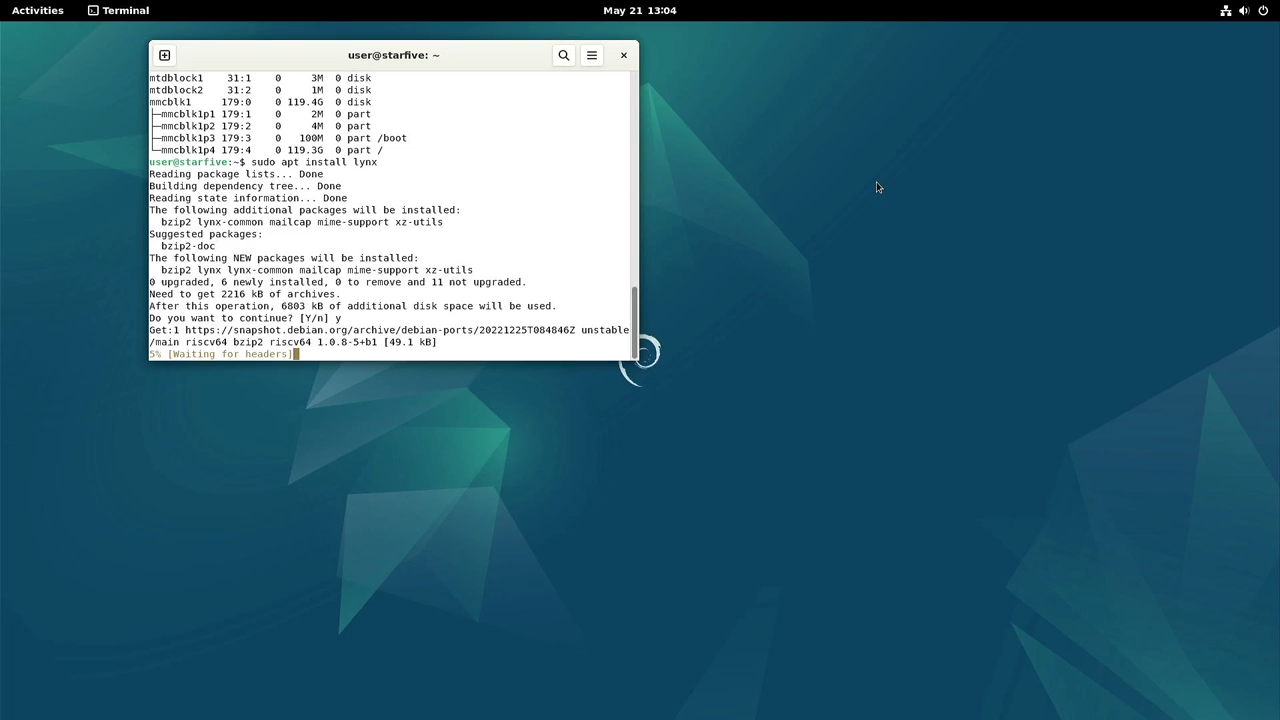 Activities
Terminal
May 21 13:04
user@starfive: ~
mtdblock1    31:1    0     3M  0 disk
mtdblock2    31:2    0     1M  0 disk
mmcblk1     179:0    0 119.4G  0 disk
├─mmcblk1p1 179:1    0     2M  0 part
├─mmcblk1p2 179:2    0     4M  0 part
├─mmcblk1p3 179:3    0   100M  0 part /boot
└─mmcblk1p4 179:4    0 119.3G  0 part /
user@starfive:~$ sudo apt install lynx
Reading package lists... Done
Building dependency tree... Done
Reading state information... Done
The following additional packages will be installed:
  bzip2 lynx-common mailcap mime-support xz-utils
Suggested packages:
  bzip2-doc
The following NEW packages will be installed:
  bzip2 lynx lynx-common mailcap mime-support xz-utils
0 upgraded, 6 newly installed, 0 to remove and 11 not upgraded.
Need to get 2216 kB of archives.
After this operation, 6803 kB of additional disk space will be used.
Do you want to continue? [Y/n] y
Get:1 https://snapshot.debian.org/archive/debian-ports/20221225T084846Z unstable
/main riscv64 bzip2 riscv64 1.0.8-5+b1 [49.1 kB]
5% [Waiting for headers]